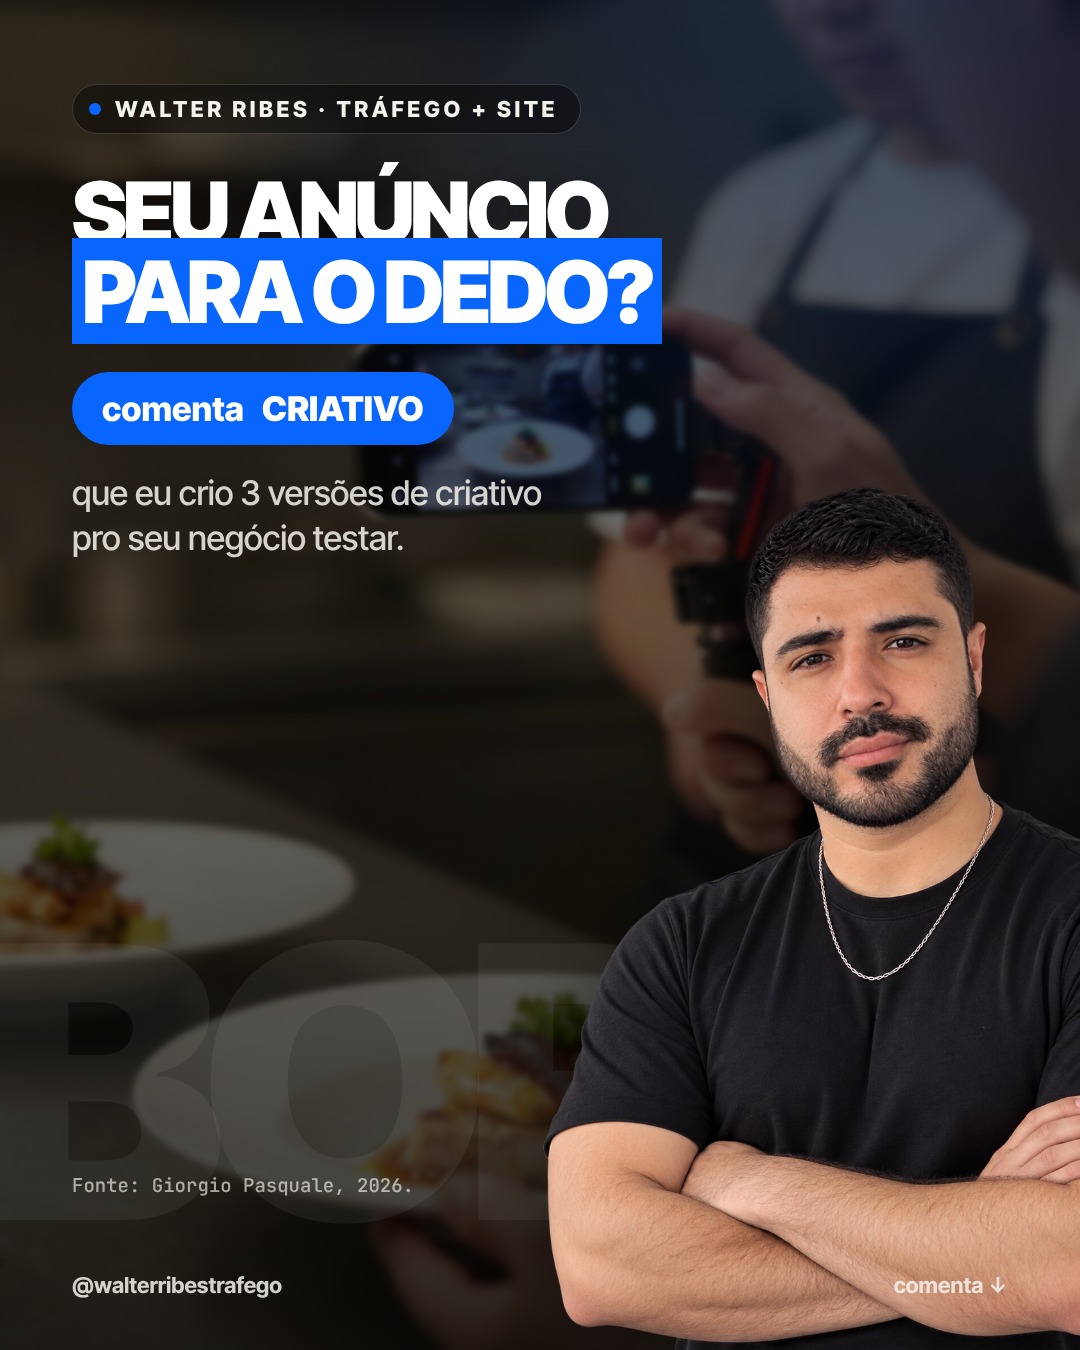 WALTER RIBES · TRÁFEGO + SITE
SEU ANÚNCIO
PARA O DEDO?
comenta CRIATIVO
que eu crio 3 versões de criativo
pro seu negócio testar.
Fonte: Giorgio Pasquale, 2026.
@walterribestrafego
comenta ↓